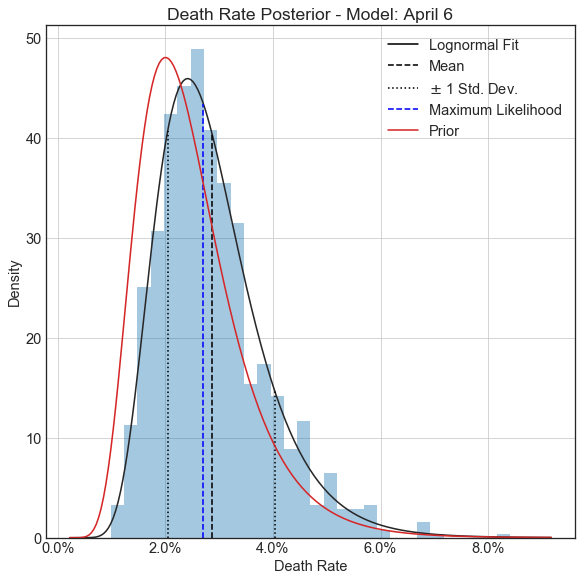 Death Rate Posterior - Model: April 6
Lognormal Fit
Mean
± 1 Std. Dev.
Maximum Likelihood
Prior
Density
50
40
30
20
10
0
0.0% 2.0% 4.0% 6.0% 8.0%
Death Rate